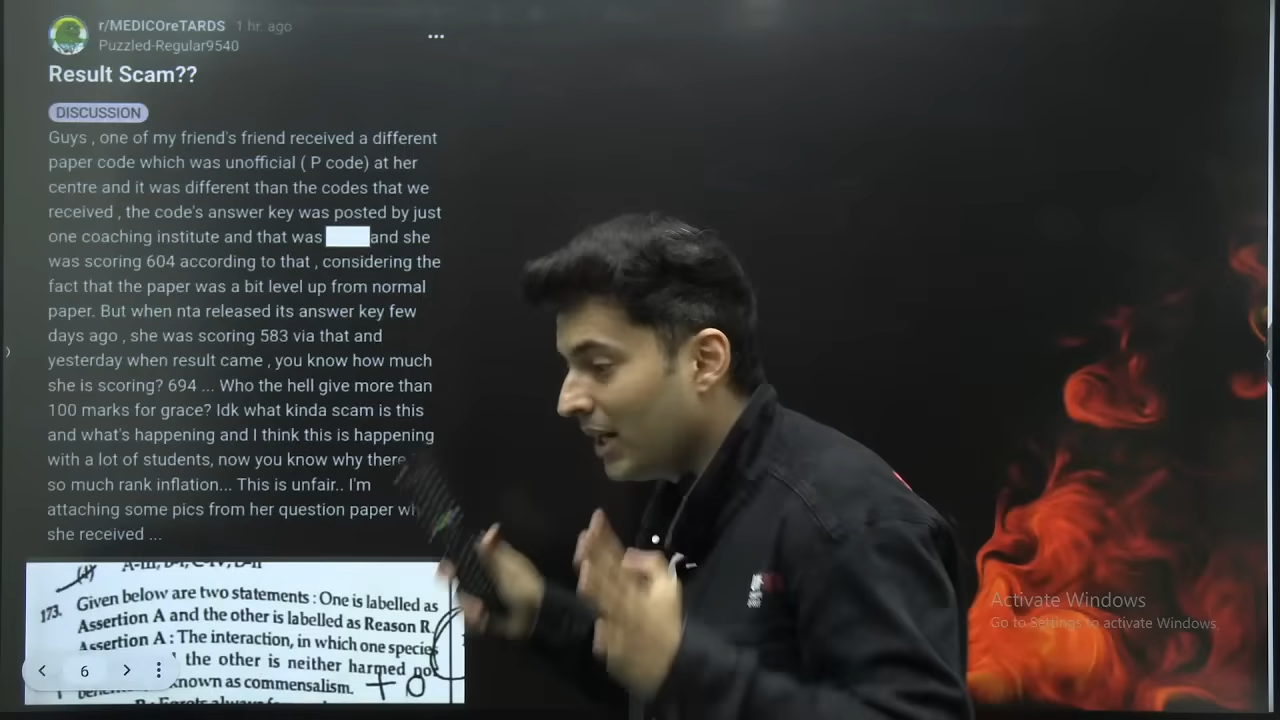 r/MEDICOreTARDS 1 hr. ago
Puzzled-Regular9540
Result Scam??
DISCUSSION
Guys , one of my friend's friend received a different
paper code which was unofficial ( P code) at her
centre and it was different than the codes that we
received , the code's answer key was posted by just
one coaching institute and that was and she
was scoring 604 according to that , considering the
fact that the paper was a bit level up from normal
paper. But when nta released its answer key few
days ago , she was scoring 583 via that and
yesterday when result came , you know how much
she is scoring? 694 ... Who the hell give more than
100 marks for grace? Idk what kinda scam is this
and what's happening and I think this is happening
with a lot of students, now you know why there
so much rank inflation... This is unfair.. I'm
attaching some pics from her question paper
she received ...
173. Given below are two statements : One is labelled as
Assertion A and the other is labelled as Reason R.
Assertion A : The interaction, in which one species
the other is neither harmed
known as commensalism. + 0
6
Activate Windows
Go to Settings to activate Windows.